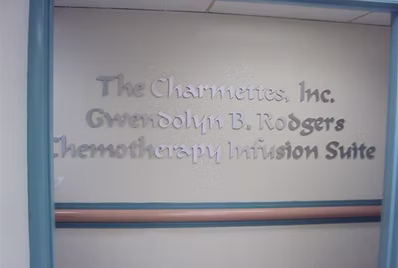 The Charmettes, Inc.
Gwendolyn B. Rodgers
Chemotherapy Infusion Suite